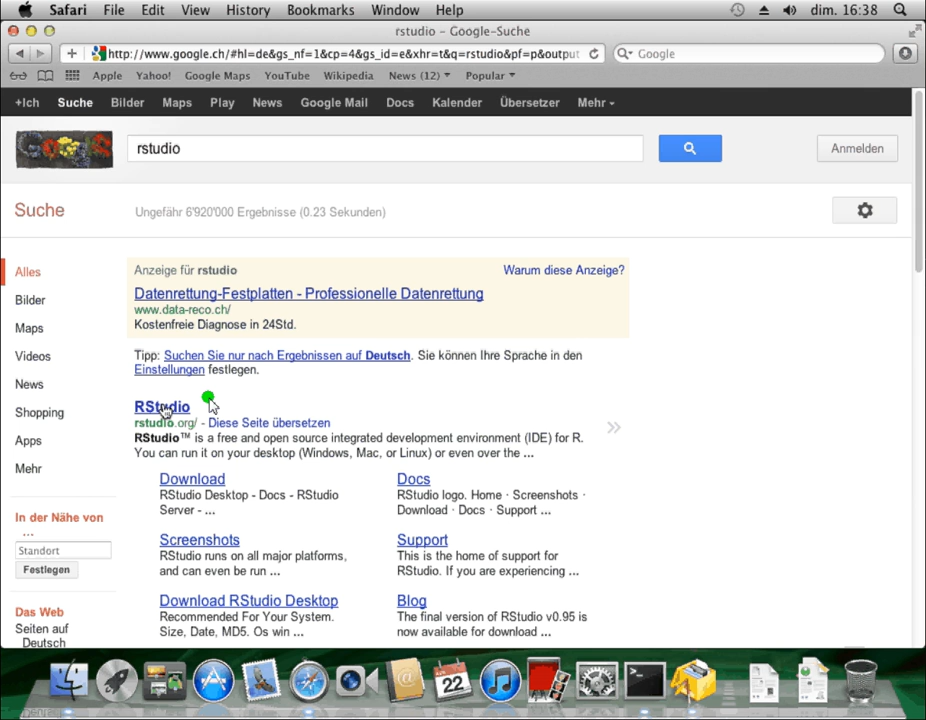 Safari File Edit View History Bookmarks Window Help dim. 16:38
rstudio – Google-Suche
http://www.google.ch/#hl=de&gs_nf=1&cp=4&gs_id=e&xhr=t&q=rstudio&pf=p&output Google
Apple Yahoo! Google Maps YouTube Wikipedia News (12) Popular
+Ich Suche Bilder Maps Play News Google Mail Docs Kalender Übersetzer Mehr
Google rstudio Anmelden
Suche Ungefähr 6'920'000 Ergebnisse (0.23 Sekunden)
Alles
Bilder
Maps
Videos
News
Shopping
Apps
Mehr
In der Nähe von
...
Standort
Festlegen
Das Web
Seiten auf
Deutsch
Anzeige für rstudio Warum diese Anzeige?
Datenrettung-Festplatten - Professionelle Datenrettung
www.data-reco.ch/
Kostenfreie Diagnose in 24Std.
Tipp: Suchen Sie nur nach Ergebnissen auf Deutsch. Sie können Ihre Sprache in den
Einstellungen festlegen.
RStudio
rstudio.org/ - Diese Seite übersetzen
RStudio™ is a free and open source integrated development environment (IDE) for R.
You can run it on your desktop (Windows, Mac, or Linux) or even over the ...
Download
RStudio Desktop - Docs - RStudio
Server - ...
Docs
RStudio logo. Home · Screenshots ·
Download · Docs · Support ...
Screenshots
RStudio runs on all major platforms,
and can even be run ...
Support
This is the home of support for
RStudio. If you are experiencing ...
Download RStudio Desktop
Recommended For Your System.
Size, Date, MD5. Os win ...
Blog
The final version of RStudio v0.95 is
now available for download ...
22